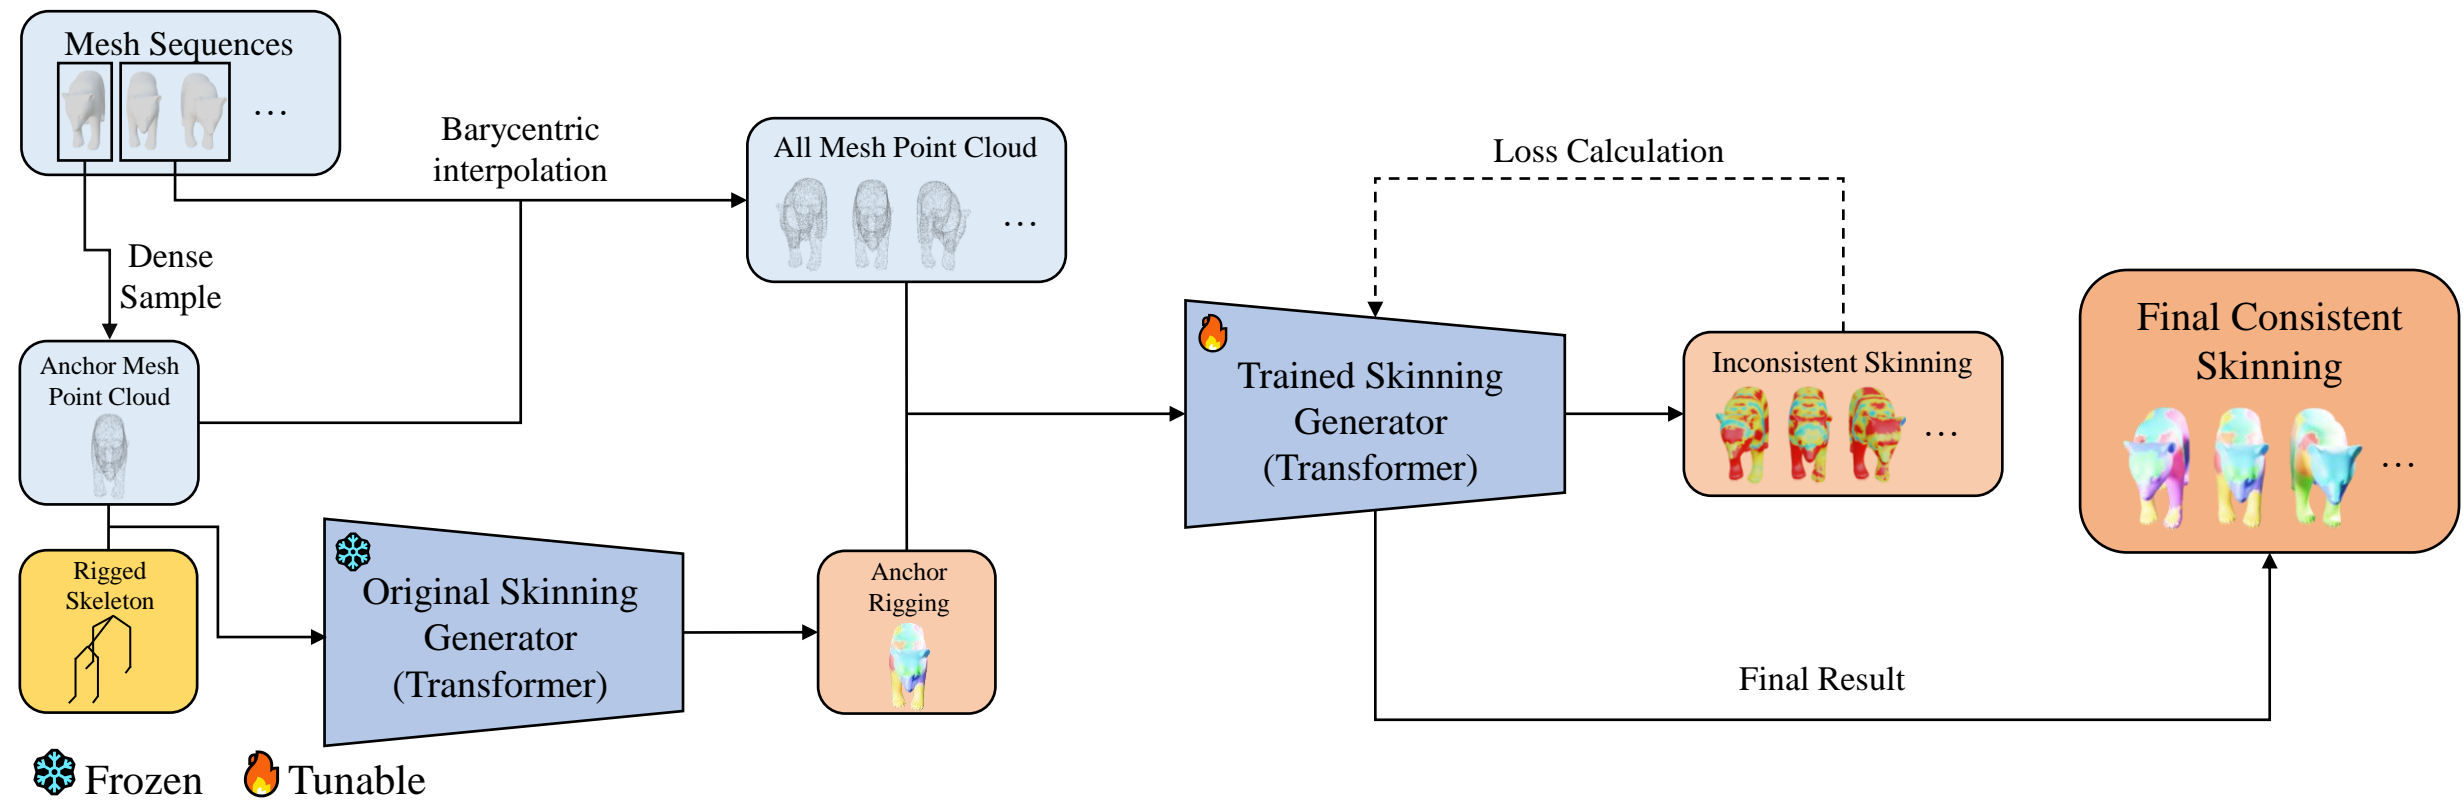 Mesh Sequences
…
Barycentric
interpolation
All Mesh Point Cloud
…
Loss Calculation
Dense
Sample
Anchor Mesh
Point Cloud
Trained Skinning
Generator
(Transformer)
Inconsistent Skinning
…
Final Consistent
Skinning
…
Rigged
Skeleton
Original Skinning
Generator
(Transformer)
Anchor
Rigging
Final Result
Frozen
Tunable